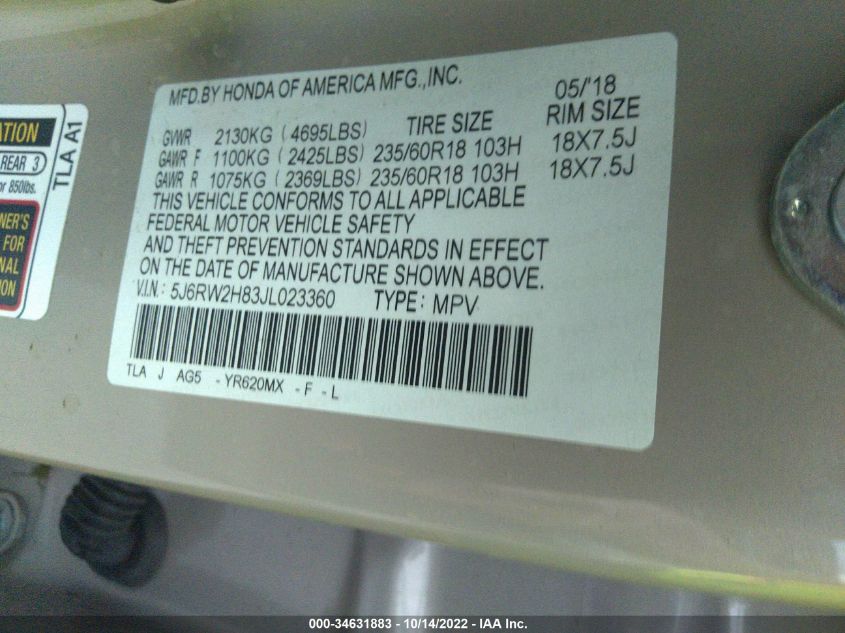 ATION
REAR 3
or 850lbs.
NER'S
FOR
NAL
ION
TLA A1
MFD.BY HONDA OF AMERICA MFG.,INC. 05/'18
GVWR 2130KG (4695LBS) TIRE SIZE RIM SIZE
GAWR F 1100KG (2425LBS) 235/60R18 103H 18X7.5J
GAWR R 1075KG (2369LBS) 235/60R18 103H 18X7.5J
THIS VEHICLE CONFORMS TO ALL APPLICABLE
FEDERAL MOTOR VEHICLE SAFETY
AND THEFT PREVENTION STANDARDS IN EFFECT
ON THE DATE OF MANUFACTURE SHOWN ABOVE.
V.I.N.: 5J6RW2H83JL023360 TYPE: MPV
TLA J AG5 -YR620MX -F -L
000-34631883 - 10/14/2022 - IAA Inc.